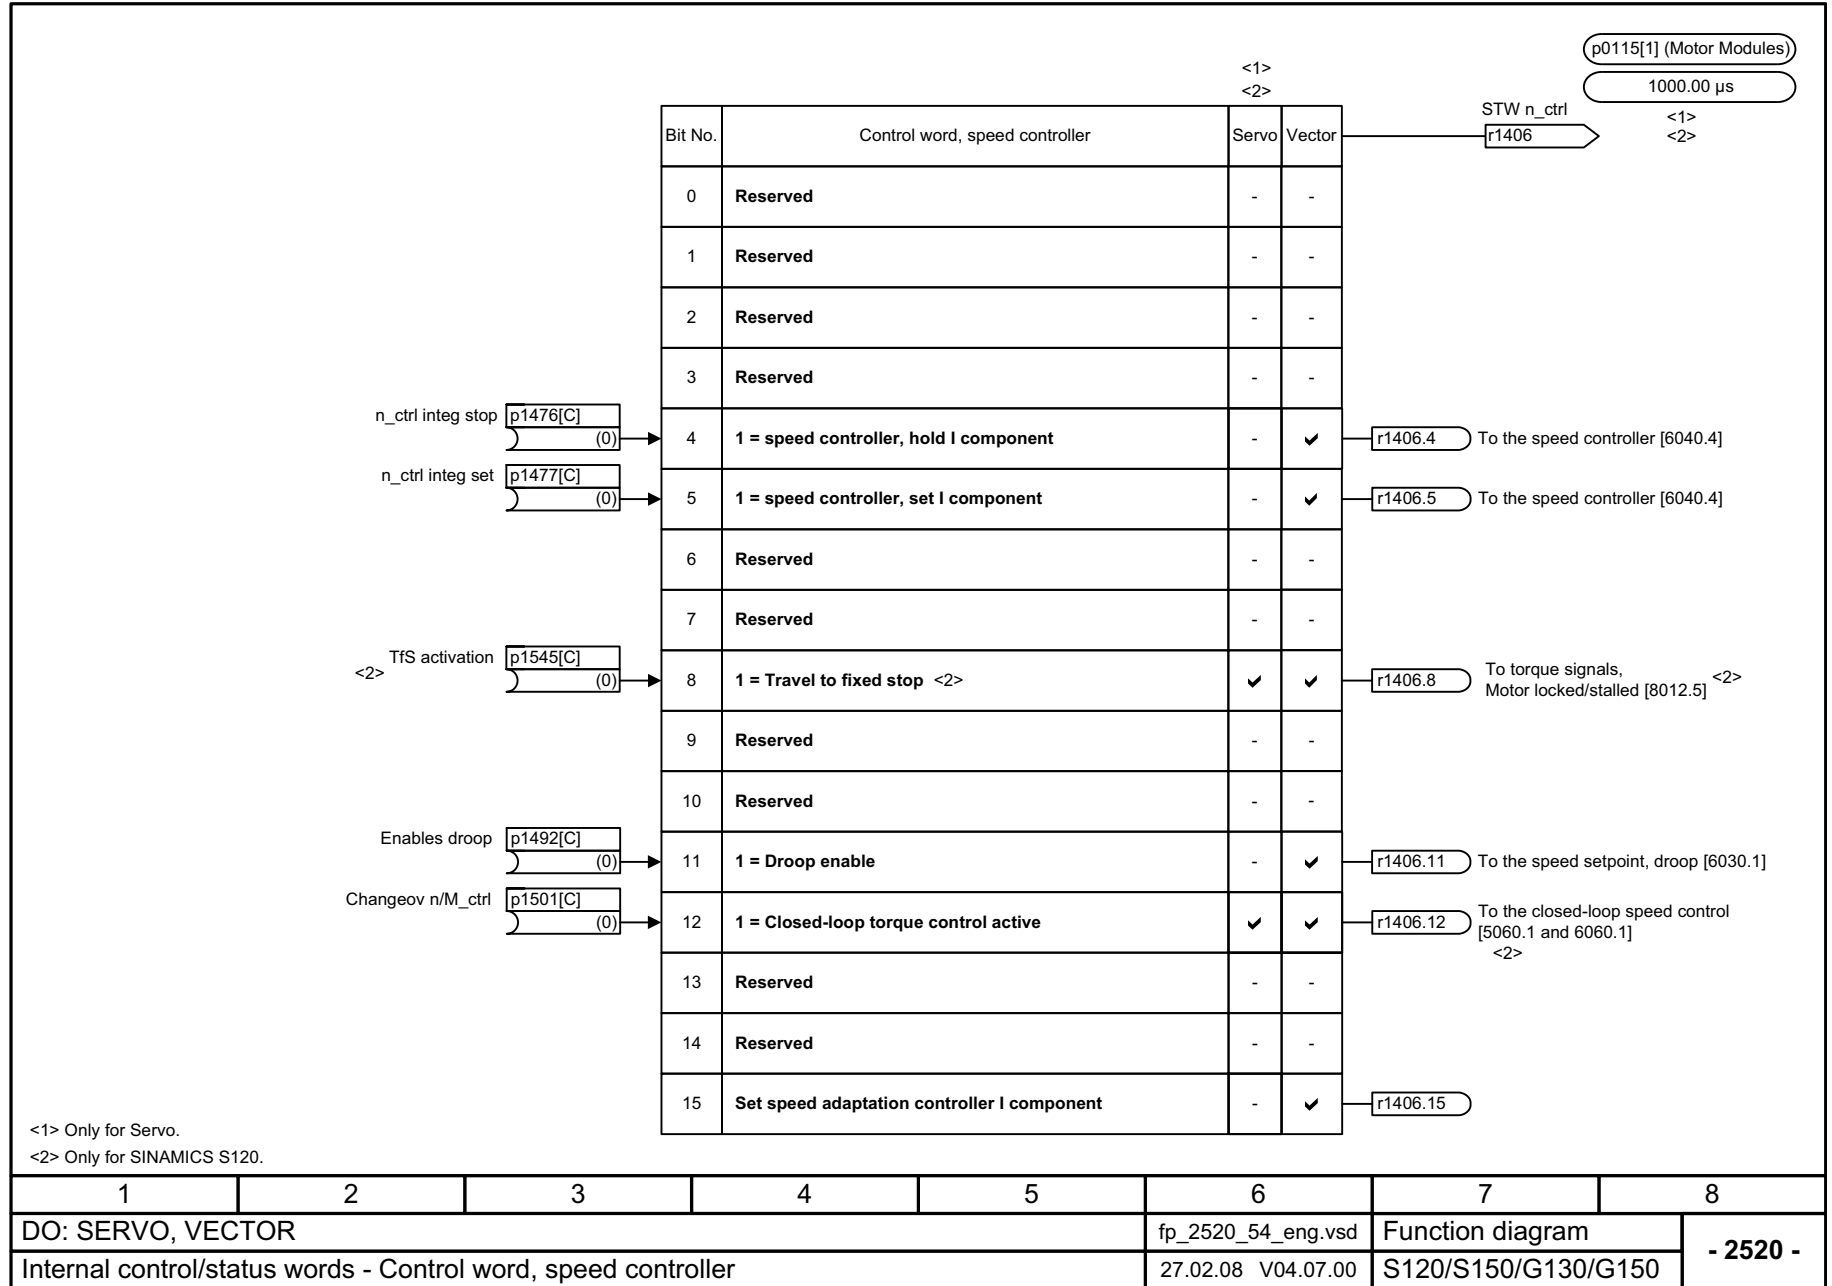 p0115[1] (Motor Modules)
<1>
<2>
1000.00 µs
STW n_ctrl
<1>
<2>
Bit No. Control word, speed controller Servo Vector r1406
0 Reserved - -
1 Reserved - -
2 Reserved - -
3 Reserved - -
n_ctrl integ stop p1476[C]
(0) 4 1 = speed controller, hold I component - ✔ r1406.4 To the speed controller [6040.4]
n_ctrl integ set p1477[C]
(0) 5 1 = speed controller, set I component - ✔ r1406.5 To the speed controller [6040.4]
6 Reserved - -
7 Reserved - -
TfS activation p1545[C]
<2> (0) 8 1 = Travel to fixed stop <2> ✔ ✔ r1406.8 To torque signals,
Motor locked/stalled [8012.5] <2>
9 Reserved - -
10 Reserved - -
Enables droop p1492[C]
(0) 11 1 = Droop enable - ✔ r1406.11 To the speed setpoint, droop [6030.1]
Changeov n/M_ctrl p1501[C]
(0) 12 1 = Closed-loop torque control active ✔ ✔ r1406.12 To the closed-loop speed control
[5060.1 and 6060.1]
<2>
13 Reserved - -
14 Reserved - -
15 Set speed adaptation controller I component - ✔ r1406.15
<1> Only for Servo.
<2> Only for SINAMICS S120.
1 2 3 4 5 6 7 8
DO: SERVO, VECTOR fp_2520_54_eng.vsd Function diagram
- 2520 -
Internal control/status words - Control word, speed controller 27.02.08 V04.07.00 S120/S150/G130/G150